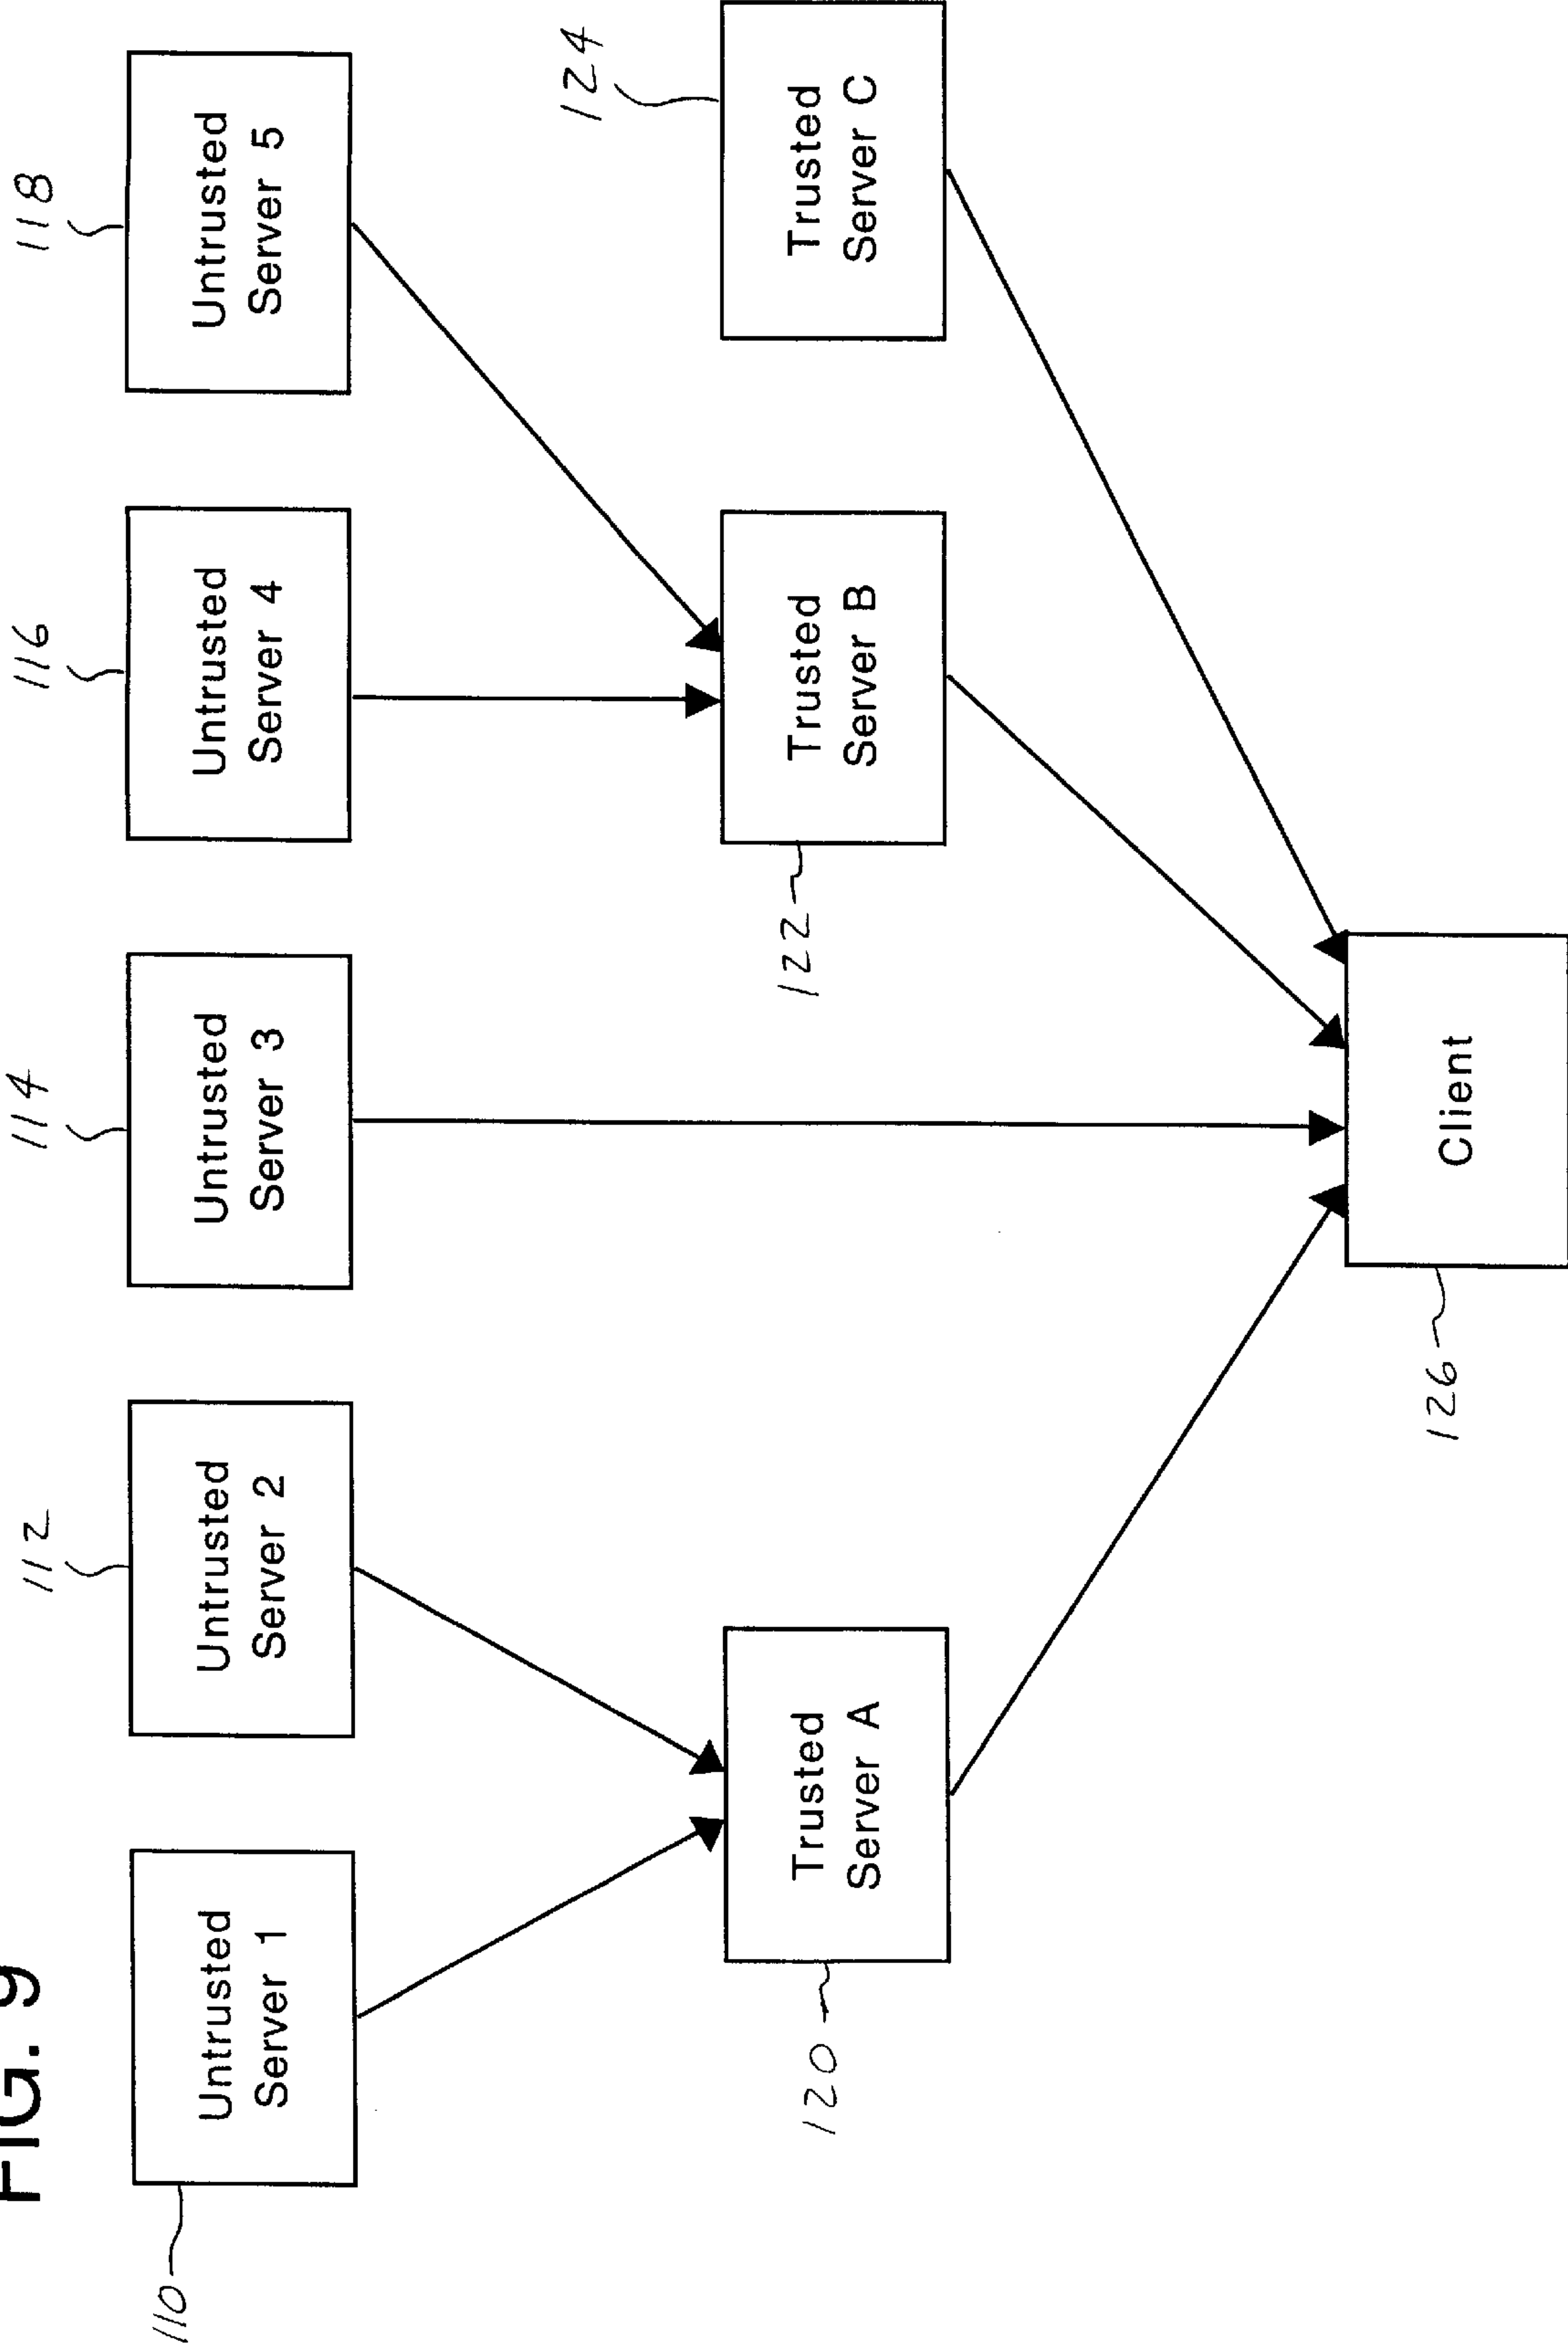 FIG. 9
110
Untrusted
Server 1
112
Untrusted
Server 2
114
Untrusted
Server 3
116
Untrusted
Server 4
118
Untrusted
Server 5
120
Trusted
Server A
122
Trusted
Server B
124
Trusted
Server C
126
Client